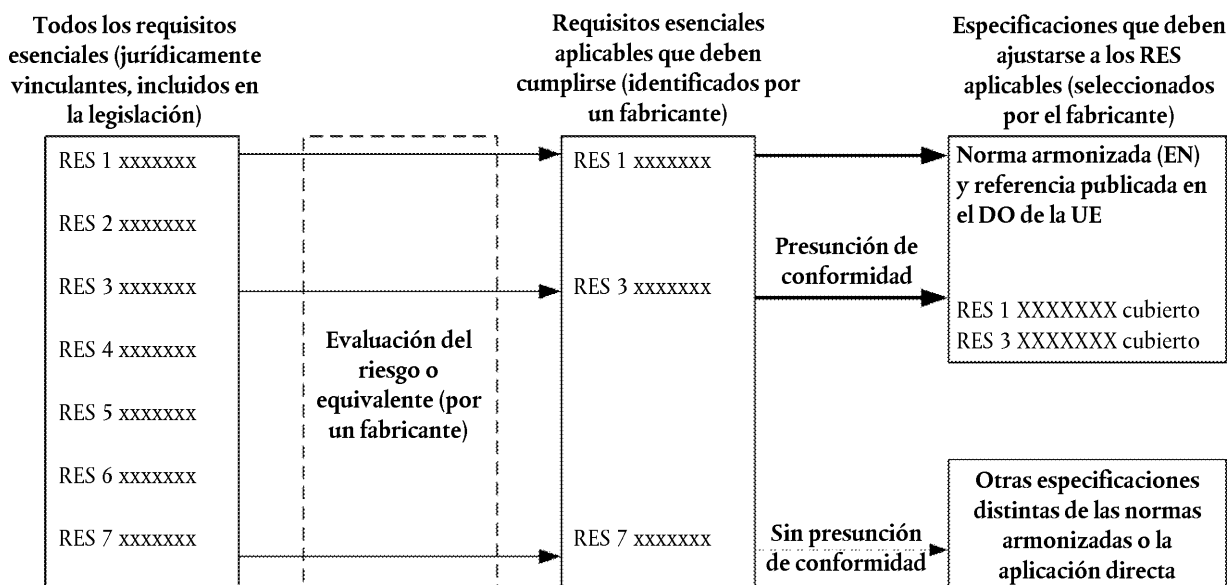 Todos los requisitos
esenciales (jurídicamente
vinculantes, incluidos en
la legislación)
RES 1 xxxxxxx
RES 2 xxxxxxx
RES 3 xxxxxxx
RES 4 xxxxxxx
RES 5 xxxxxxx
RES 6 xxxxxxx
RES 7 xxxxxxx
Evaluación del
riesgo o
equivalente (por
un fabricante)
Requisitos esenciales
aplicables que deben
cumplirse (identificados por
un fabricante)
RES 1 xxxxxxx
RES 3 xxxxxxx
RES 7 xxxxxxx
Presunción de
conformidad
Sin presunción
de conformidad
Especificaciones que deben
ajustarse a los RES
aplicables (seleccionados
por el fabricante)
Norma armonizada (EN)
y referencia publicada en
el DO de la UE
RES 1 XXXXXXX cubierto
RES 3 XXXXXXX cubierto
Otras especificaciones
distintas de las normas
armonizadas o la
aplicación directa